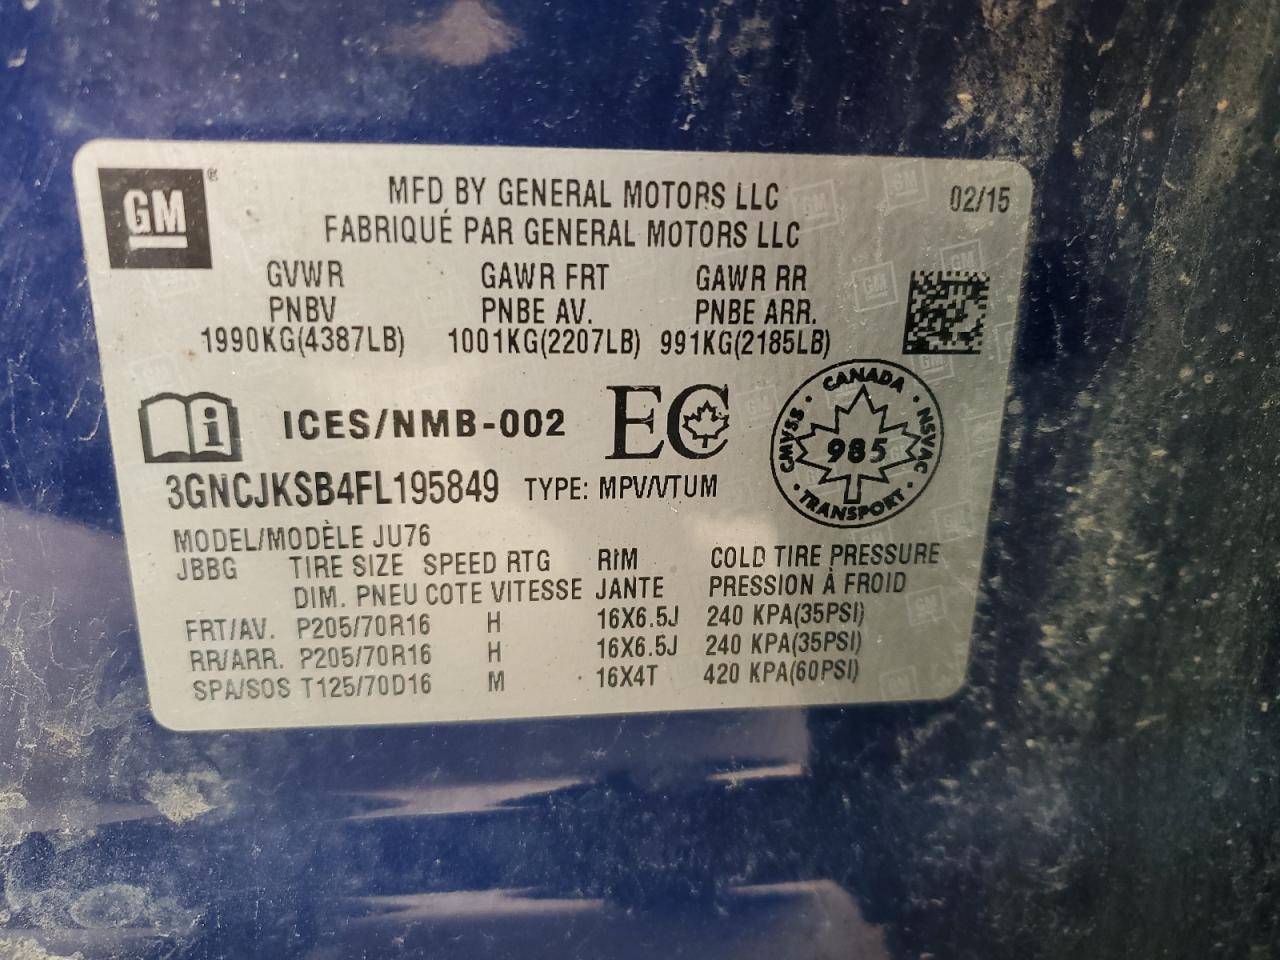 GM®
MFD BY GENERAL MOTORS LLC
02/15
FABRIQUÉ PAR GENERAL MOTORS LLC
GVWR GAWR FRT GAWR RR
PNBV PNBE AV. PNBE ARR.
1990KG(4387LB) 1001KG(2207LB) 991KG(2185LB)
i ICES/NMB-002 EC
CANADA
CMVSS · NSVAC
985
TRANSPORT
3GNCJKSB4FL195849 TYPE: MPV/VTUM
MODEL/MODÈLE JU76
JBBG TIRE SIZE SPEED RTG RIM COLD TIRE PRESSURE
DIM. PNEU COTE VITESSE JANTE PRESSION À FROID
FRT/AV. P205/70R16 H 16X6.5J 240 KPA(35PSI)
RR/ARR. P205/70R16 H 16X6.5J 240 KPA(35PSI)
SPA/SOS T125/70D16 M 16X4T 420 KPA(60PSI)